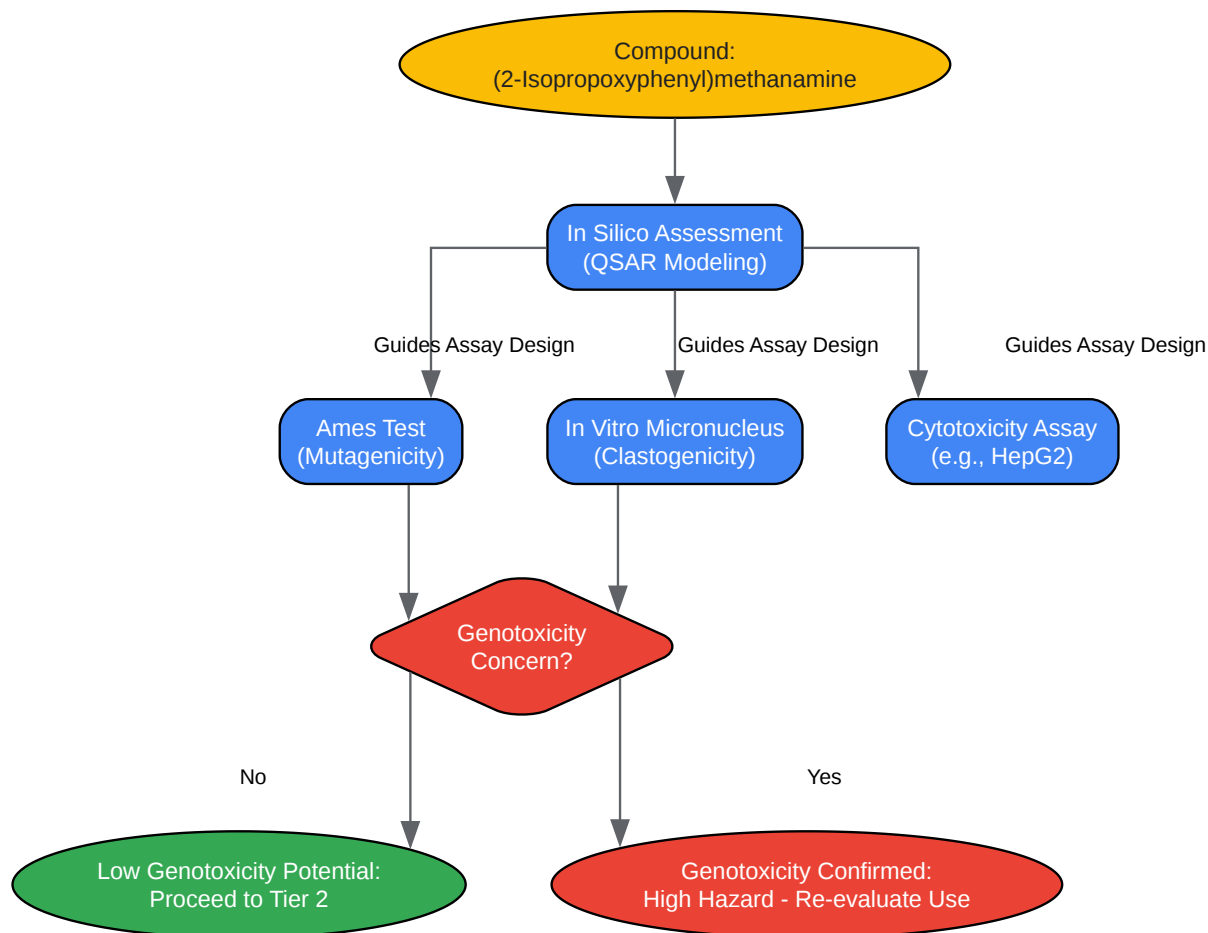 Compound:
(2-Isopropoxyphenyl)methanamine
In Silico Assessment
(QSAR Modeling)
Guides Assay Design
Guides Assay Design
Guides Assay Design
Ames Test
(Mutagenicity)
In Vitro Micronucleus
(Clastogenicity)
Cytotoxicity Assay
(e.g., HepG2)
Genotoxicity
Concern?
No
Yes
Low Genotoxicity Potential:
Proceed to Tier 2
Genotoxicity Confirmed:
High Hazard - Re-evaluate Use